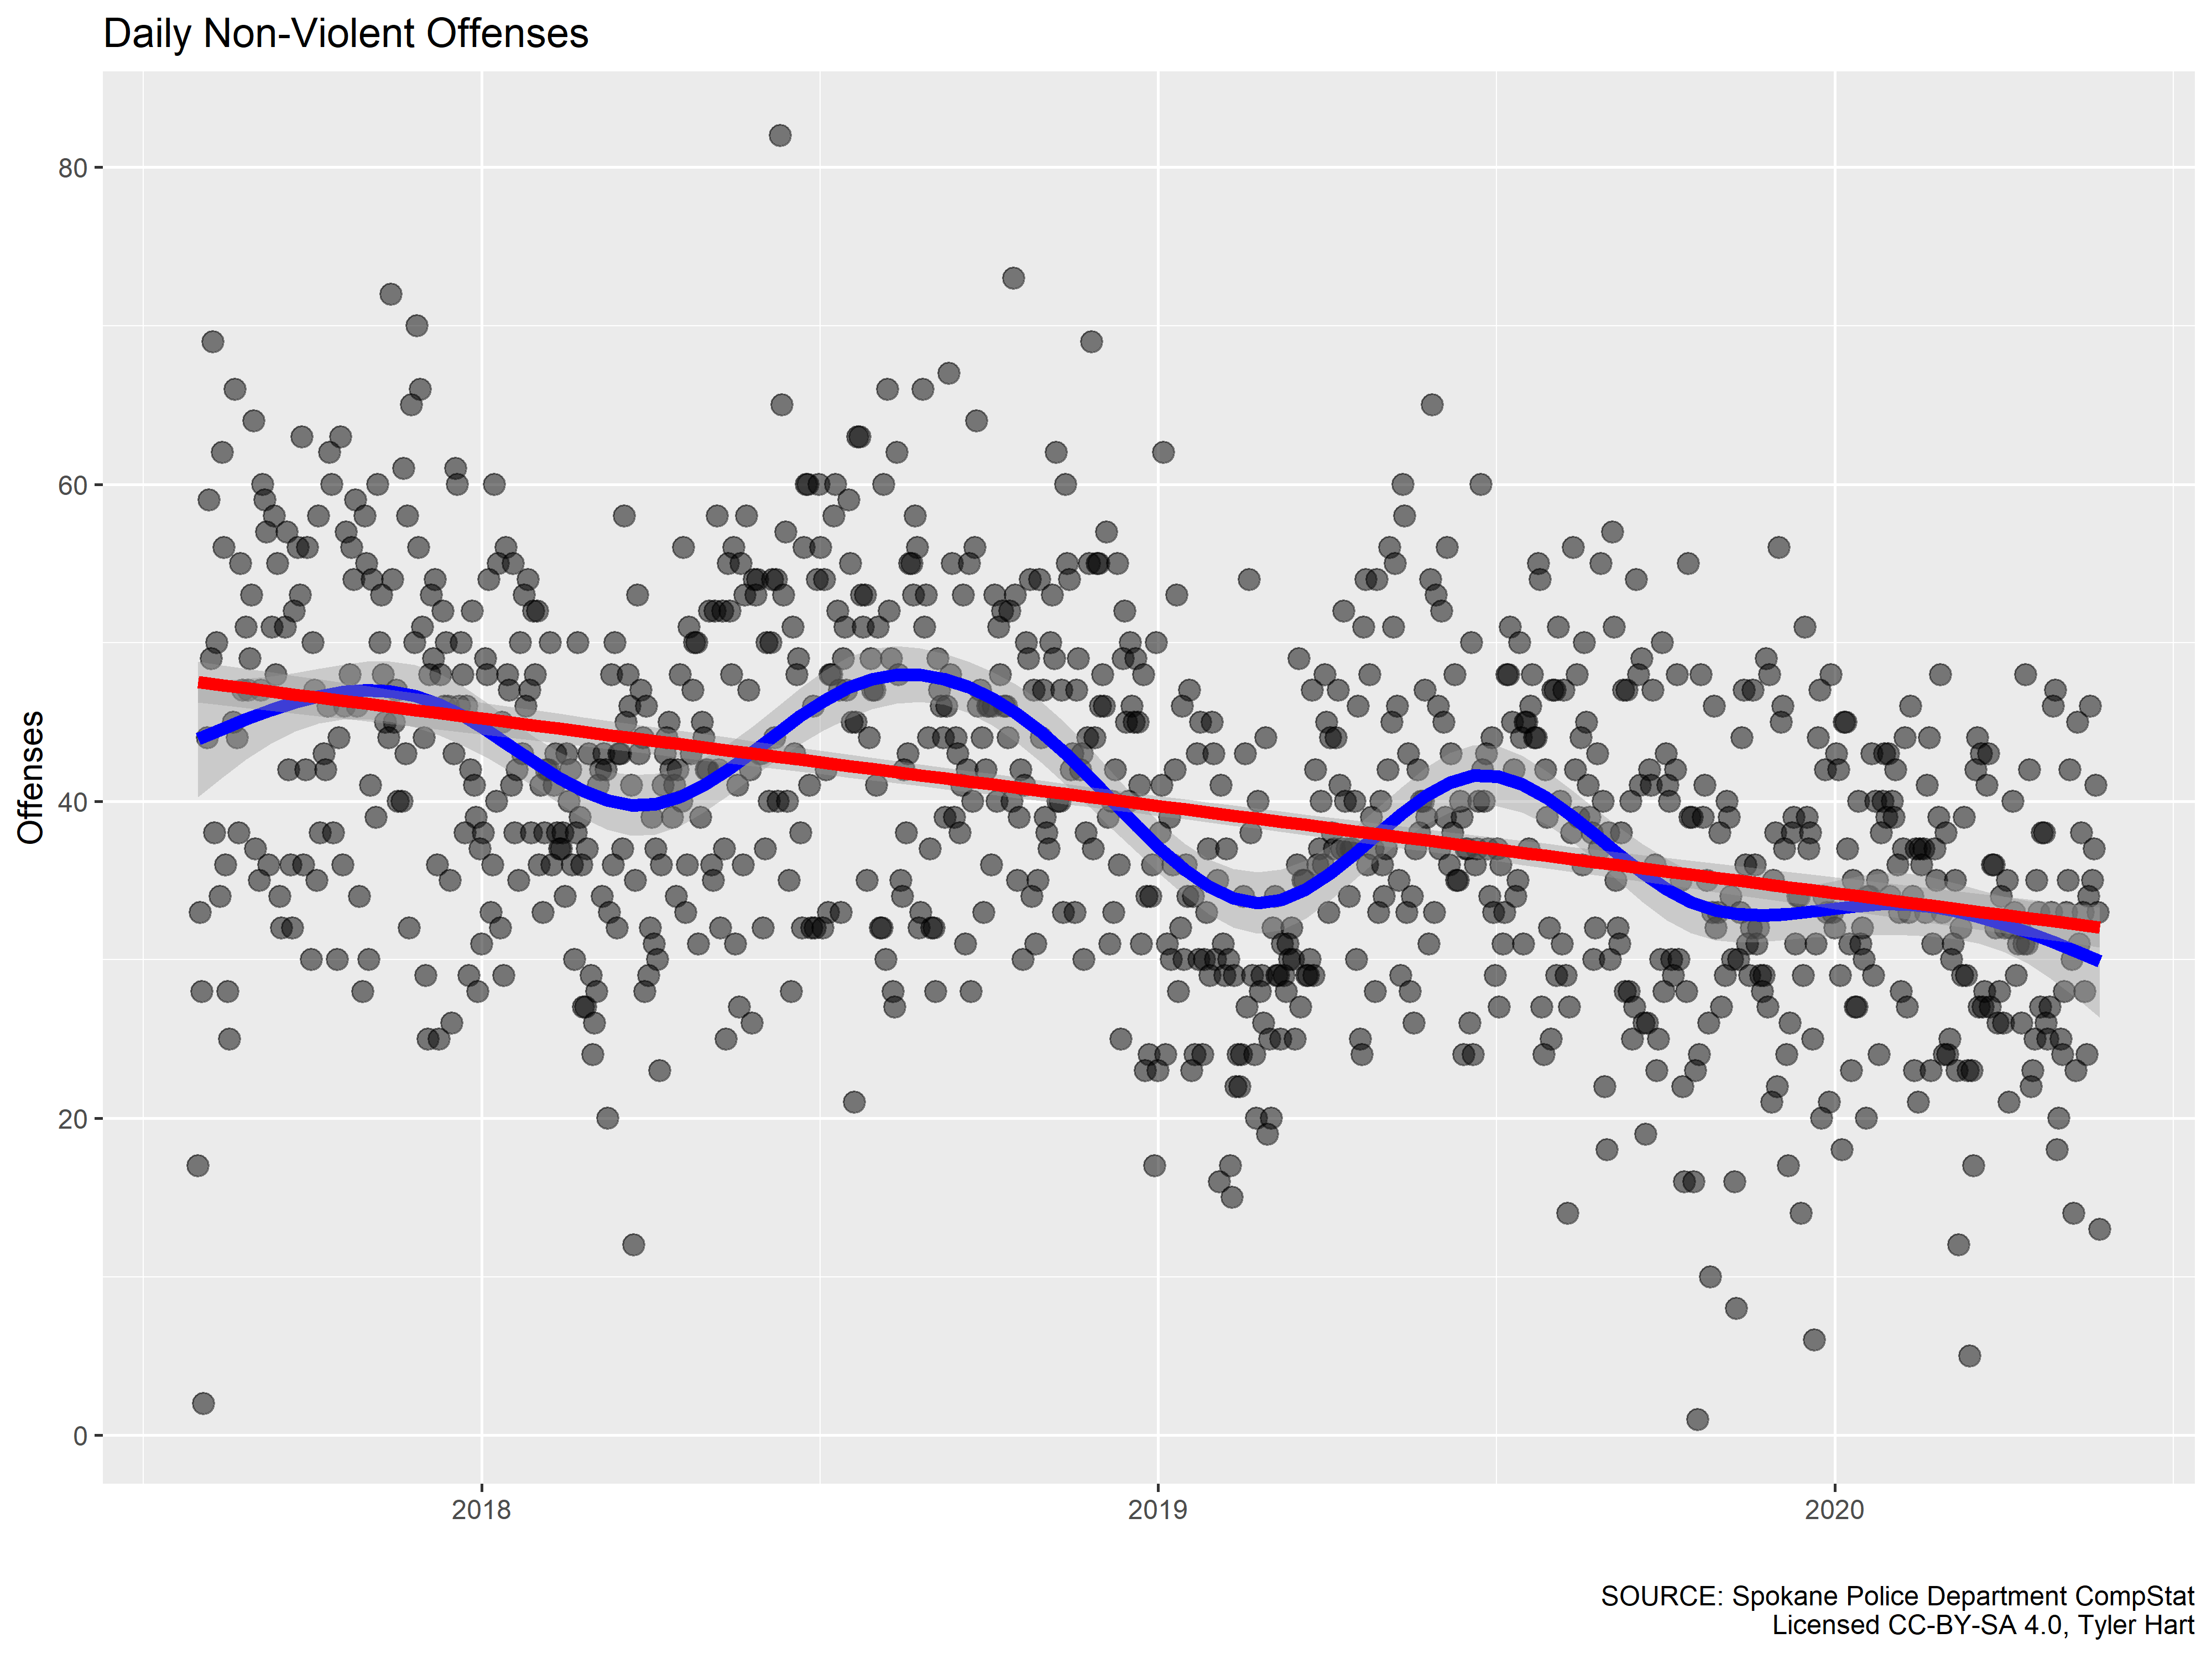 Daily Non-Violent Offenses
Offenses
80
60
40
20
0
2018 2019 2020
SOURCE: Spokane Police Department CompStat
Licensed CC-BY-SA 4.0, Tyler Hart